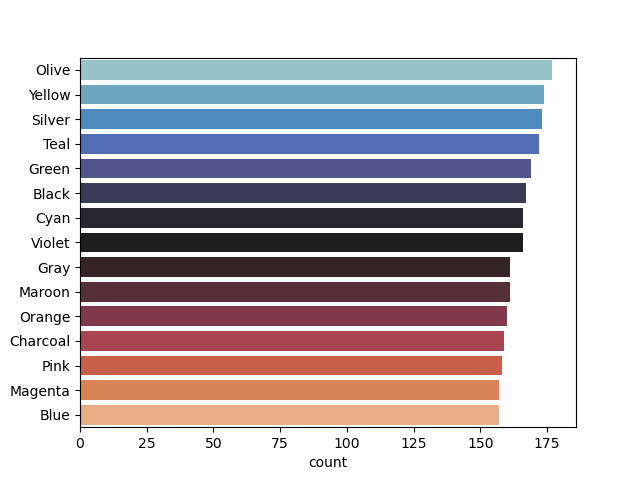 Olive
Yellow
Silver
Teal
Green
Black
Cyan
Violet
Gray
Maroon
Orange
Charcoal
Pink
Magenta
Blue
0 25 50 75 100 125 150 175
count